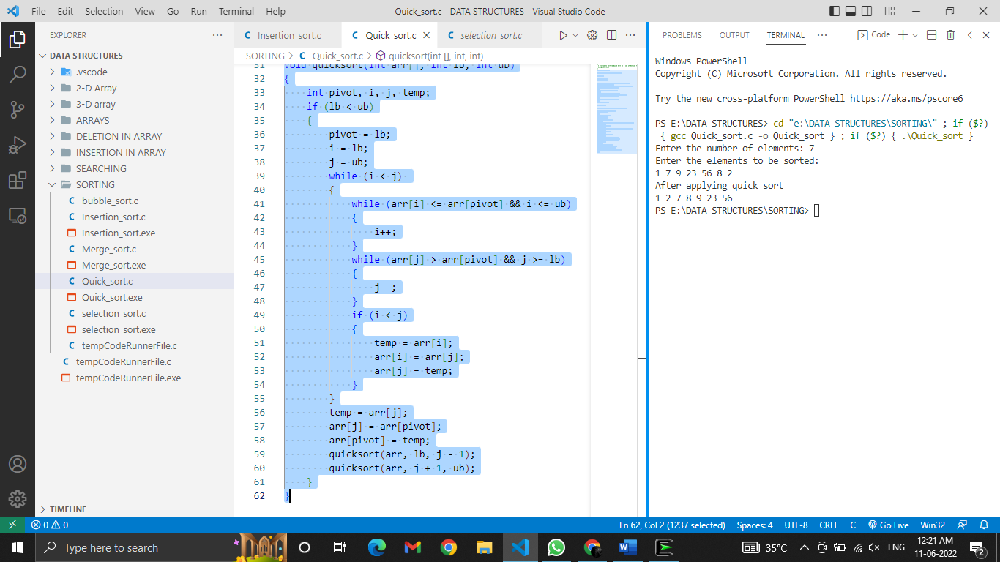 File Edit Selection View Go Run Terminal Help
Quick_sort.c - DATA STRUCTURES - Visual Studio Code
EXPLORER
DATA STRUCTURES
.vscode
2-D Array
3-D array
ARRAYS
DELETION IN ARRAY
INSERTION IN ARRAY
SEARCHING
SORTING
C bubble_sort.c
C Insertion_sort.c
Insertion_sort.exe
C Merge_sort.c
Merge_sort.exe
C Quick_sort.c
Quick_sort.exe
C selection_sort.c
selection_sort.exe
C tempCodeRunnerFile.c
C tempCodeRunnerFile.c
tempCodeRunnerFile.exe
TIMELINE
C Insertion_sort.c C Quick_sort.c C selection_sort.c
SORTING > C Quick_sort.c > quicksort(int [], int, int)
31 void quicksort(int arr[], int lb, int ub)
32 {
33 int pivot, i, j, temp;
34 if (lb < ub)
35 {
36 pivot = lb;
37 i = lb;
38 j = ub;
39 while (i < j)
40 {
41 while (arr[i] <= arr[pivot] && i <= ub)
42 {
43 i++;
44 }
45 while (arr[j] > arr[pivot] && j >= lb)
46 {
47 j--;
48 }
49 if (i < j)
50 {
51 temp = arr[i];
52 arr[i] = arr[j];
53 arr[j] = temp;
54 }
55 }
56 temp = arr[j];
57 arr[j] = arr[pivot];
58 arr[pivot] = temp;
59 quicksort(arr, lb, j - 1);
60 quicksort(arr, j + 1, ub);
61 }
62 }
PROBLEMS OUTPUT TERMINAL ··· Code
Windows PowerShell
Copyright (C) Microsoft Corporation. All rights reserved.
Try the new cross-platform PowerShell https://aka.ms/pscore6
PS E:\DATA STRUCTURES> cd "e:\DATA STRUCTURES\SORTING\" ; if ($?)
{ gcc Quick_sort.c -o Quick_sort } ; if ($?) { .\Quick_sort }
Enter the number of elements: 7
Enter the elements to be sorted:
1 7 9 23 56 8 2
After applying quick sort
1 2 7 8 9 23 56
PS E:\DATA STRUCTURES\SORTING>
0 0
Ln 62, Col 2 (1237 selected) Spaces: 4 UTF-8 CRLF C Go Live Win32
Type here to search
35°C
ENG
12:21 AM
11-06-2022
2